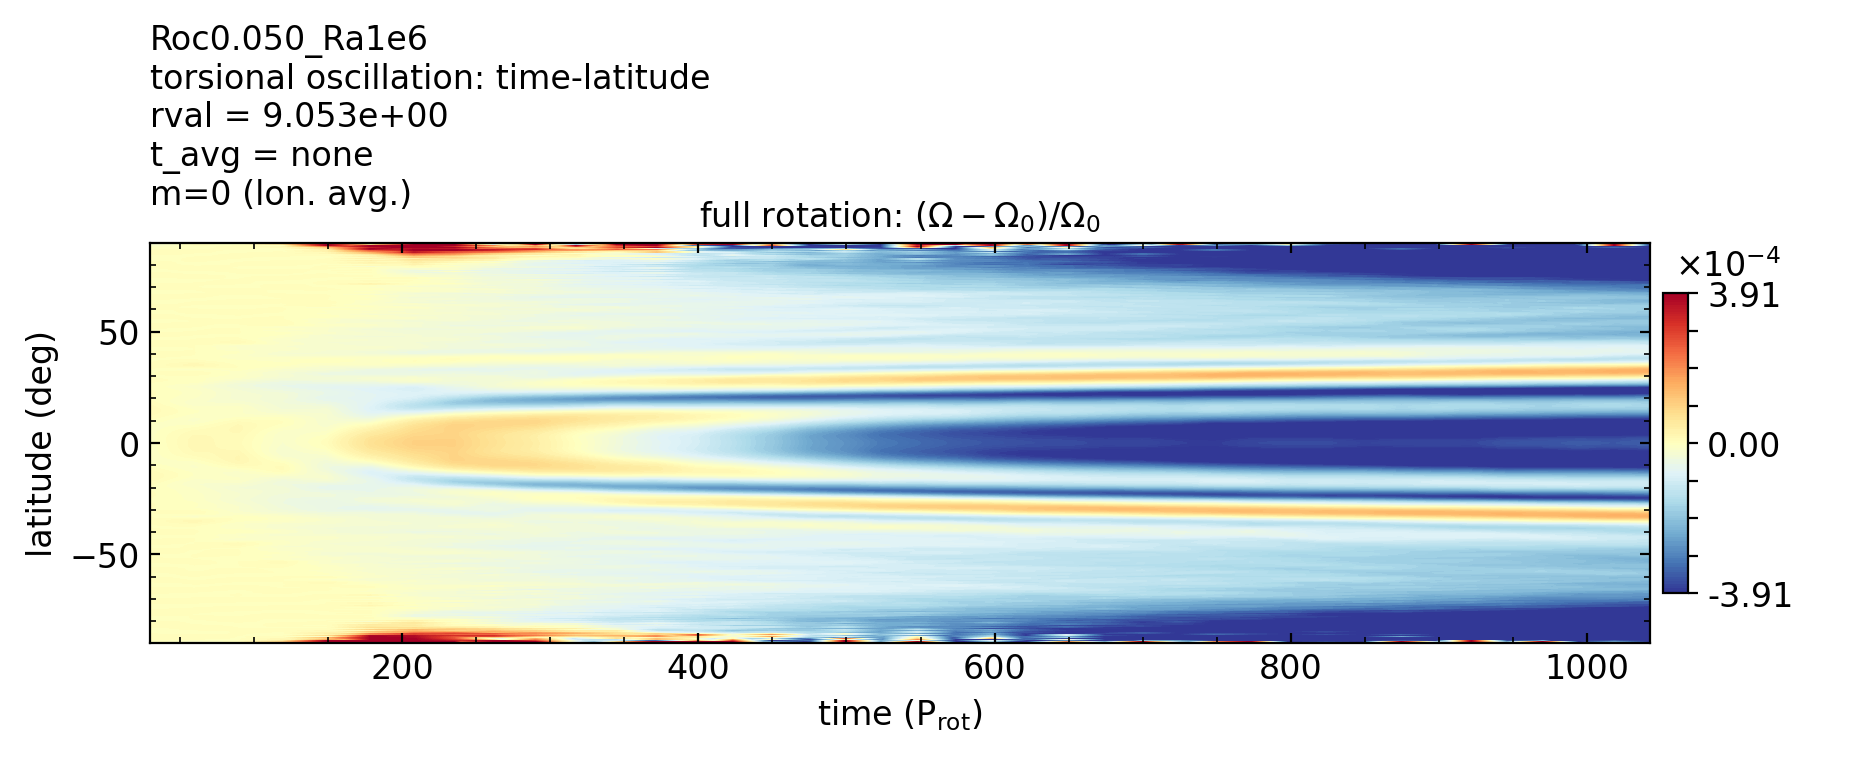 Roc0.050_Ra1e6
torsional oscillation: time-latitude
rval = 9.053e+00
t_avg = none
m=0 (lon. avg.)
full rotation: (Ω − Ω₀)/Ω₀
×10⁻⁴
3.91
0.00
-3.91
latitude (deg)
50
0
−50
200 400 600 800 1000
time (P_rot)